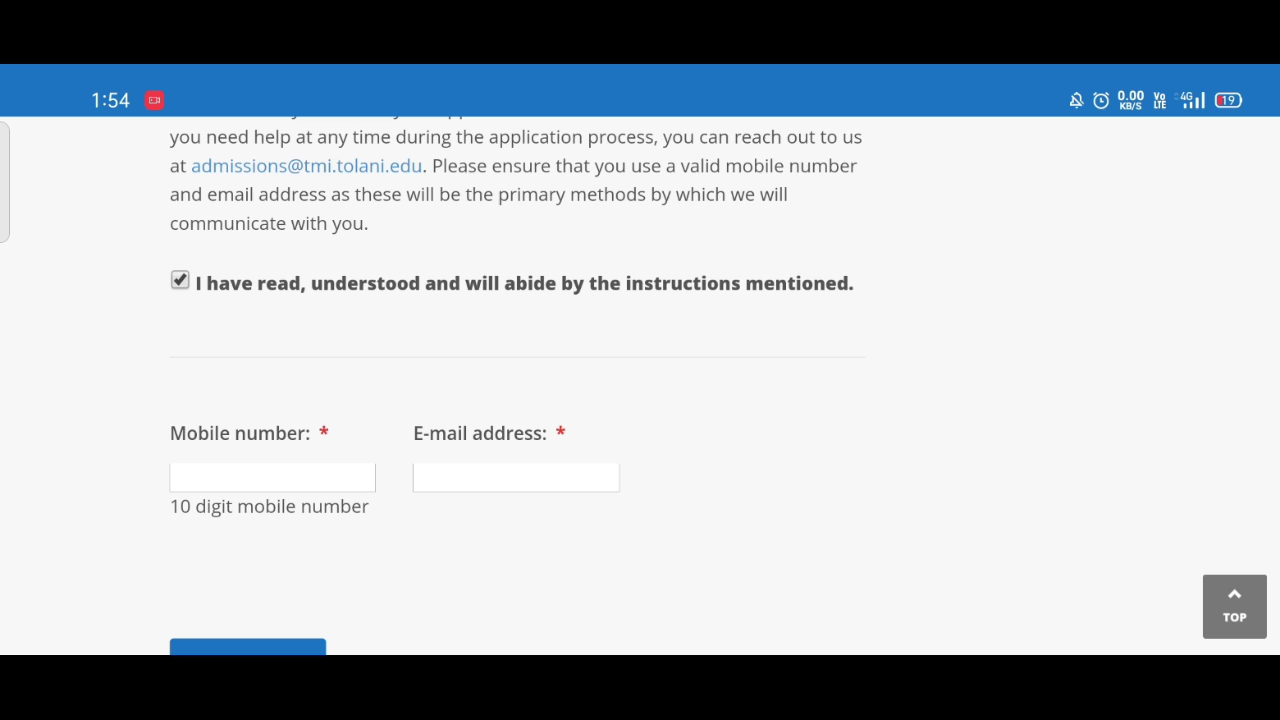 1:54 0.00 KB/S Vo LTE 4G 19
you need help at any time during the application process, you can reach out to us
at admissions@tmi.tolani.edu. Please ensure that you use a valid mobile number
and email address as these will be the primary methods by which we will
communicate with you.
I have read, understood and will abide by the instructions mentioned.
Mobile number: * E-mail address: *
10 digit mobile number
TOP